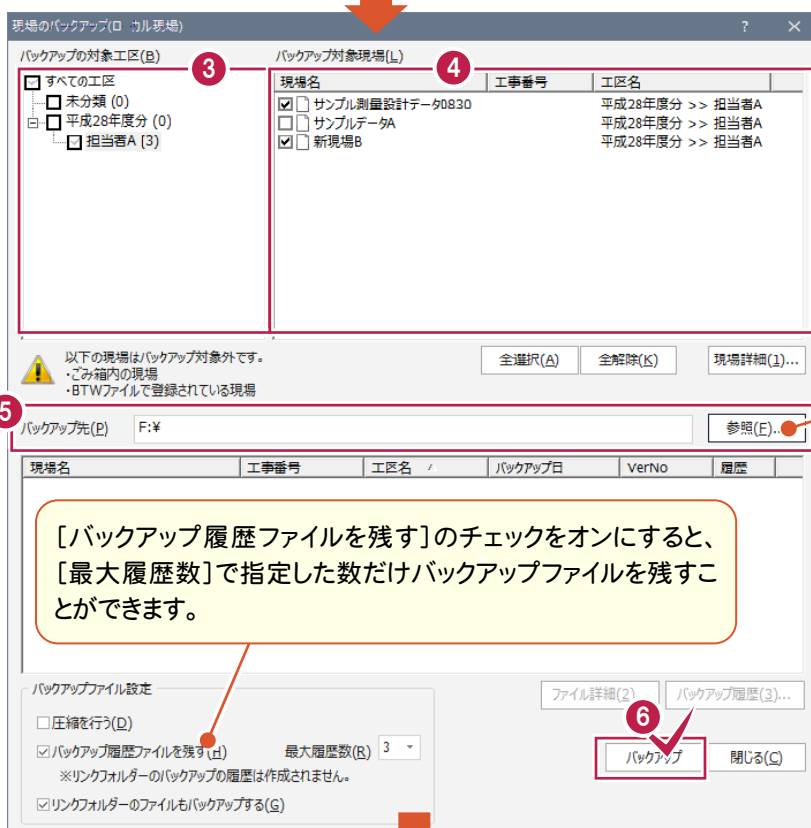 現場のバックアップ(ロ カル現場) ? ×
バックアップの対象工区(B)
3
バックアップ対象現場(L)
4
すべての工区
未分類 (0)
平成28年度分 (0)
担当者A [3]
現場名 工事番号 工区名
サンプル測量設計データ0830 平成28年度分 >> 担当者A
サンプルデータA 平成28年度分 >> 担当者A
新現場B 平成28年度分 >> 担当者A
以下の現場はバックアップ対象外です。
・ごみ箱内の現場
・BTWファイルで登録されている現場
全選択(A) 全解除(K) 現場詳細(1)...
5
バックアップ先(P) F:¥ 参照(F)...
現場名 工事番号 工区名 バックアップ日 VerNo 履歴
[バックアップ履歴ファイルを残す]のチェックをオンにすると、
[最大履歴数]で指定した数だけバックアップファイルを残すこ
とができます。
バックアップファイル設定
ファイル詳細(2)... バックアップ履歴(3)...
圧縮を行う(D)
バックアップ履歴ファイルを残す(H) 最大履歴数(R) 3
※リンクフォルダーのバックアップの履歴は作成されません。
リンクフォルダーのファイルもバックアップする(G)
6
バックアップ 閉じる(C)